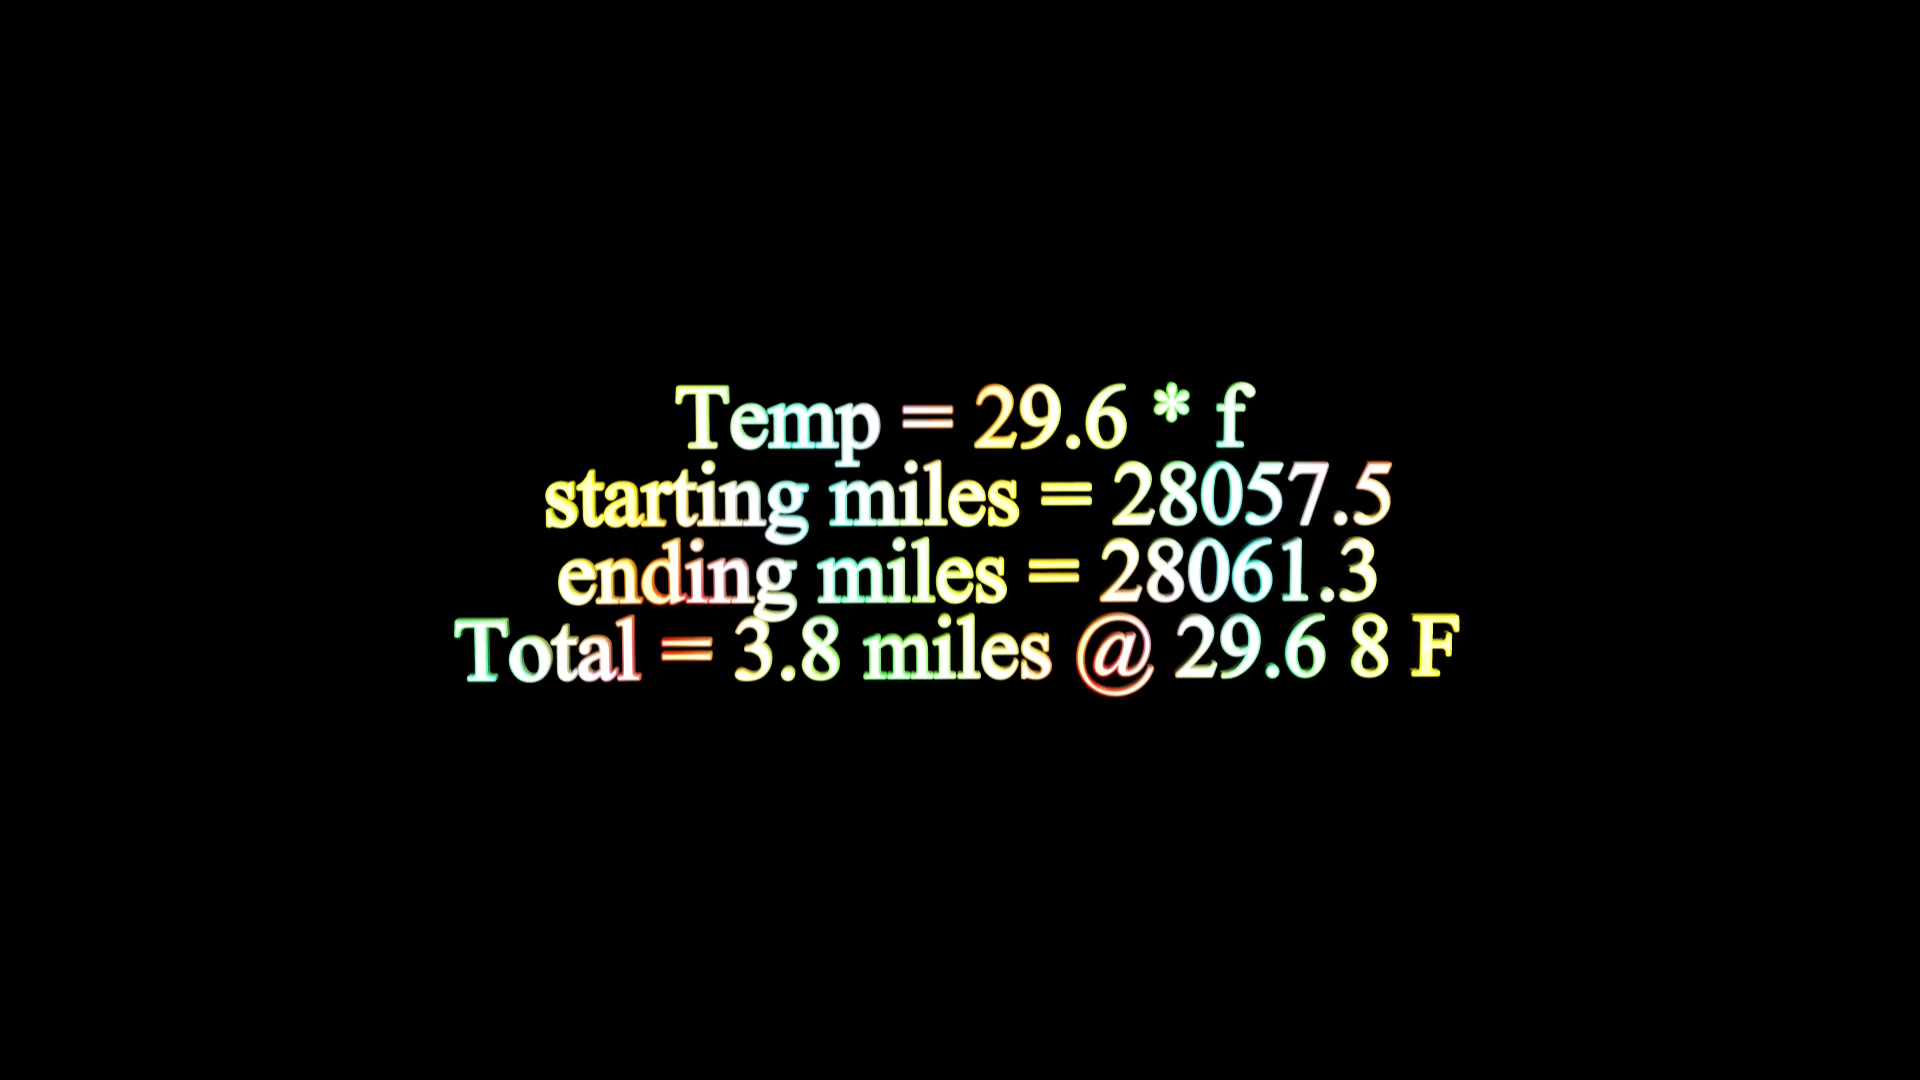 Temp = 29.6 * f
starting miles = 28057.5
ending miles = 28061.3
Total = 3.8 miles @ 29.6 8 F